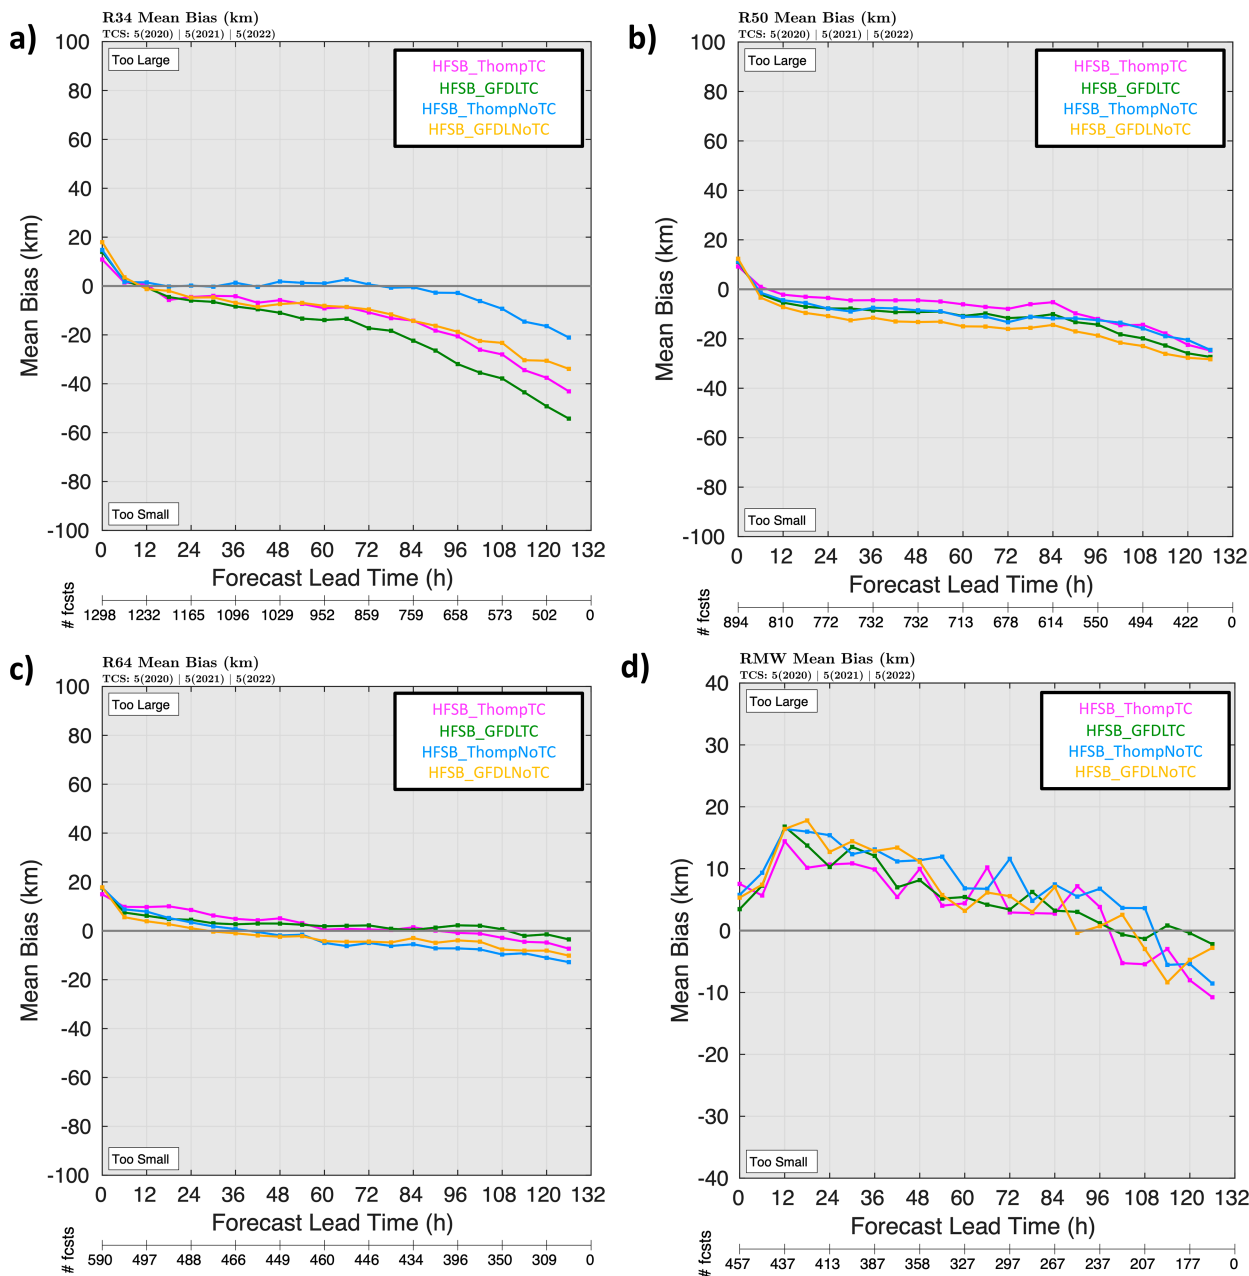 a)
R34 Mean Bias (km)
TCS: 5(2020) | 5(2021) | 5(2022)
Too Large
HFSB_ThompTC
HFSB_GFDLTC
HFSB_ThompNoTC
HFSB_GFDLNoTC
100
80
60
40
20
0
-20
-40
-60
-80
-100
Mean Bias (km)
Too Small
0 12 24 36 48 60 72 84 96 108 120 132
Forecast Lead Time (h)
# fcsts
1298 1232 1165 1096 1029 952 859 759 658 573 502 0
b)
R50 Mean Bias (km)
TCS: 5(2020) | 5(2021) | 5(2022)
Too Large
HFSB_ThompTC
HFSB_GFDLTC
HFSB_ThompNoTC
HFSB_GFDLNoTC
100
80
60
40
20
0
-20
-40
-60
-80
-100
Mean Bias (km)
Too Small
0 12 24 36 48 60 72 84 96 108 120 132
Forecast Lead Time (h)
# fcsts
894 810 772 732 732 713 678 614 550 494 422 0
c)
R64 Mean Bias (km)
TCS: 5(2020) | 5(2021) | 5(2022)
Too Large
HFSB_ThompTC
HFSB_GFDLTC
HFSB_ThompNoTC
HFSB_GFDLNoTC
100
80
60
40
20
0
-20
-40
-60
-80
-100
Mean Bias (km)
Too Small
0 12 24 36 48 60 72 84 96 108 120 132
Forecast Lead Time (h)
# fcsts
590 497 488 466 449 460 446 434 396 350 309 0
d)
RMW Mean Bias (km)
TCS: 5(2020) | 5(2021) | 5(2022)
Too Large
HFSB_ThompTC
HFSB_GFDLTC
HFSB_ThompNoTC
HFSB_GFDLNoTC
40
30
20
10
0
-10
-20
-30
-40
Mean Bias (km)
Too Small
0 12 24 36 48 60 72 84 96 108 120 132
Forecast Lead Time (h)
# fcsts
457 437 413 387 358 327 297 267 237 207 177 0